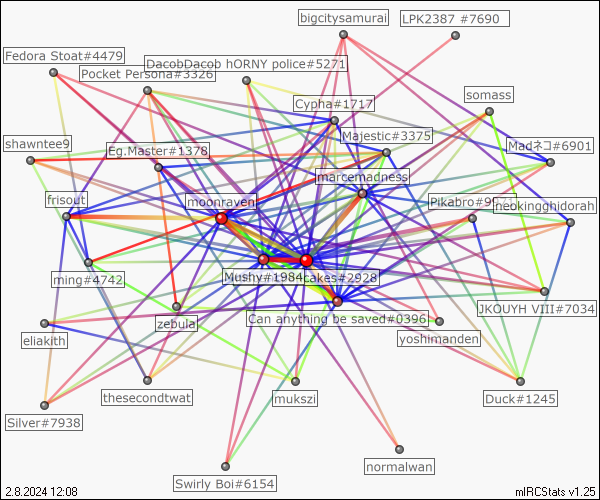 bigcitysamurai
LPK2387 #7690
Fedora Stoat#4479
DacobDacob hORNY police#5271
Pocket Persona#3326
somass
Cypha#1717
Majestic#3375
shawntee9
Eg.Master#1378
Madネコ#6901
marcemadness
frisout
moonraven
neokingghidorah
ming#4742
Mushy#1984
cakes#2928
JKOUYH VIII#7034
zebula
Can anything be saved#0396
eliakith
yoshimanden
Silver#7938
thesecondtwat
mukszi
Duck#1245
normalwan
Swirly Boi#6154
2.8.2024 12:08
mIRCStats v1.25